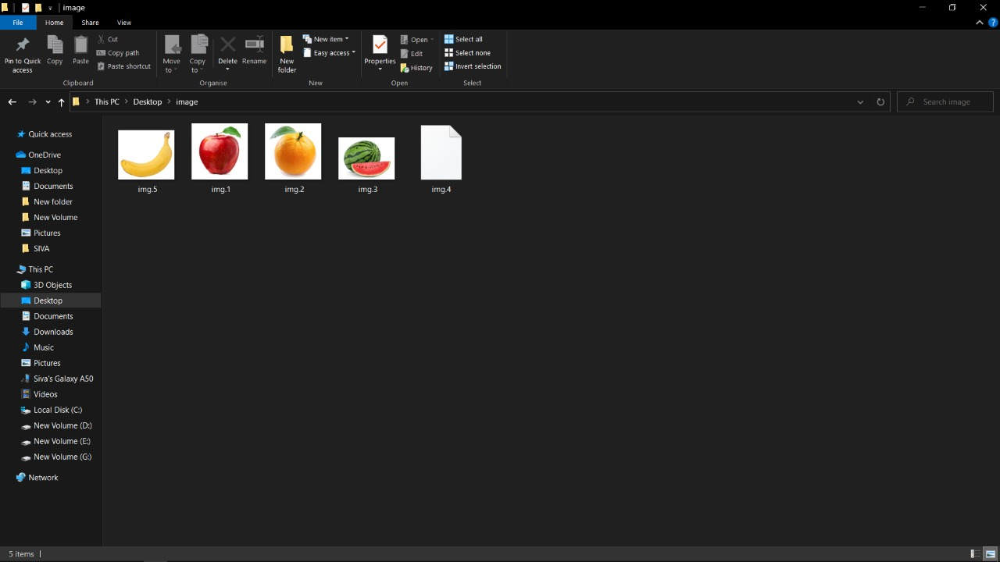 image
File Home Share View
Pin to Quick access
Copy
Paste
Cut
Copy path
Paste shortcut
Clipboard
Move to
Copy to
Delete
Rename
Organise
New folder
New item
Easy access
New
Properties
Open
Edit
History
Open
Select all
Select none
Invert selection
Select
This PC > Desktop > image
Search image
Quick access
OneDrive
Desktop
Documents
New folder
New Volume
Pictures
SIVA
This PC
3D Objects
Desktop
Documents
Downloads
Music
Pictures
Siva's Galaxy A50
Videos
Local Disk (C:)
New Volume (D:)
New Volume (E:)
New Volume (G:)
Network
img.5 img.1 img.2 img.3 img.4
5 items